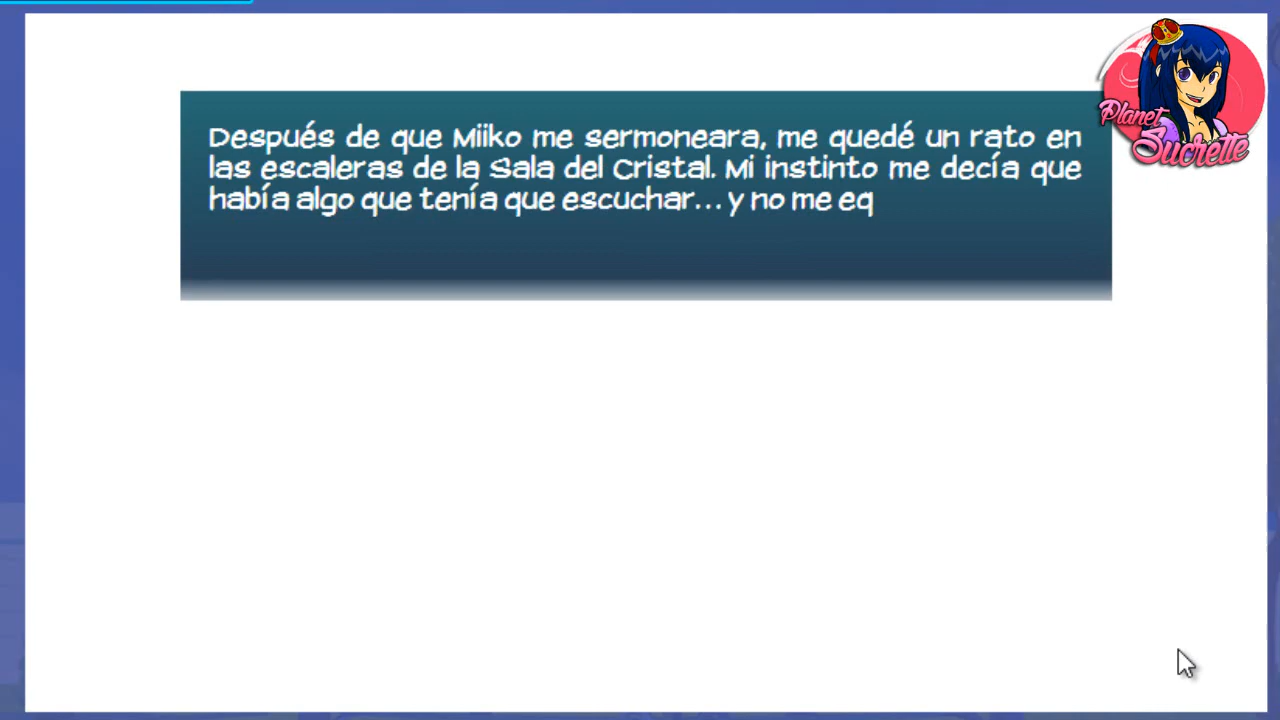 Planet
Sucrette
Después de que Miiko me sermoneara, me quedé un rato en
las escaleras de la Sala del Cristal. Mi instinto me decía que
había algo que tenía que escuchar... y no me eq